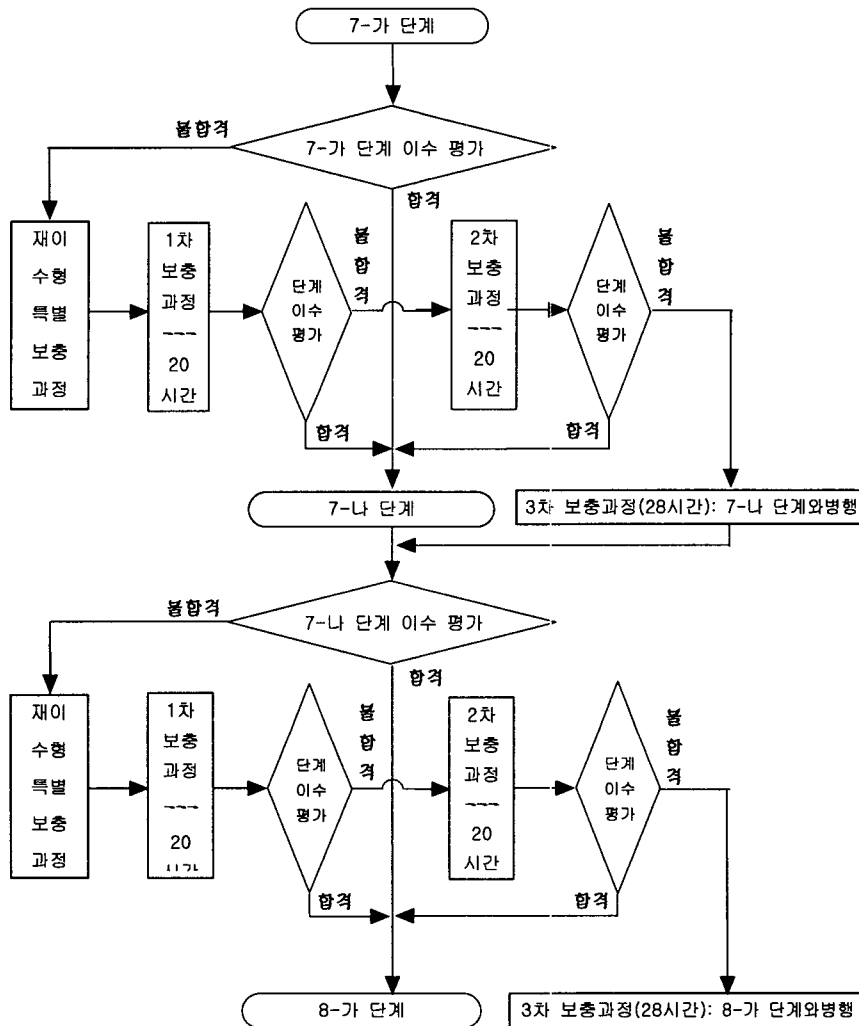 7-가 단계
불합격
7-가 단계 이수 평가
합격
재이
수형
특별
보충
과정
1차
보충
과정
~~~
20
시간
단계
이수
평가
불
합
격
합격
2차
보충
과정
~~~
20
시간
단계
이수
평가
불
합
격
합격
7-나 단계
3차 보충과정(28시간): 7-나 단계와병행
불합격
7-나 단계 이수 평가
합격
재이
수형
특별
보충
과정
1차
보충
과정
~~~
20
시간
단계
이수
평가
불
합
격
합격
2차
보충
과정
~~~
20
시간
단계
이수
평가
불
합
격
합격
8-가 단계
3차 보충과정(28시간): 8-가 단계와병행